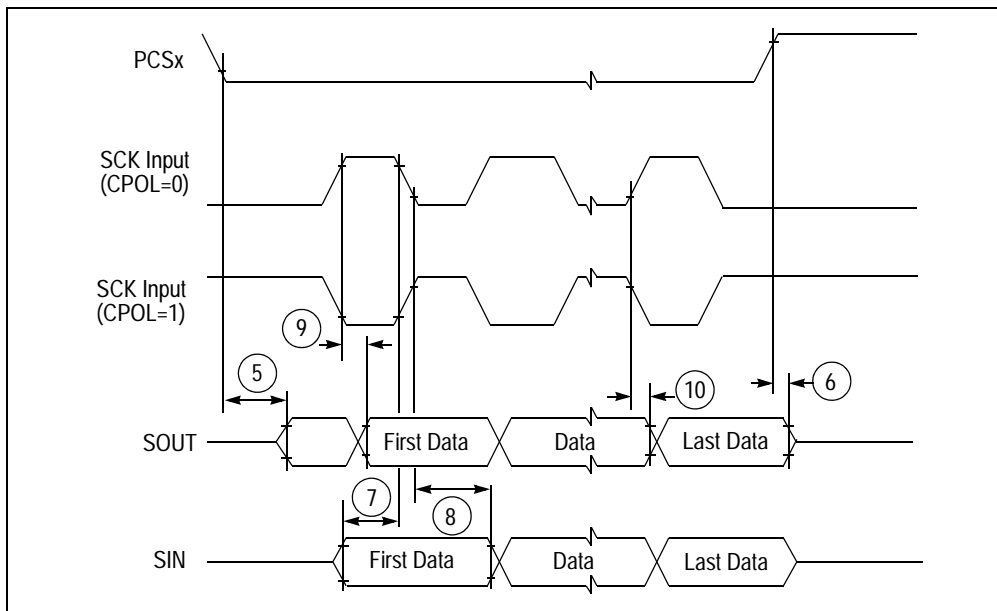 PCSx
SCK Input
(CPOL=0)
SCK Input
(CPOL=1)
9
5
10
6
SOUT
First Data
Data
Last Data
7
8
SIN
First Data
Data
Last Data